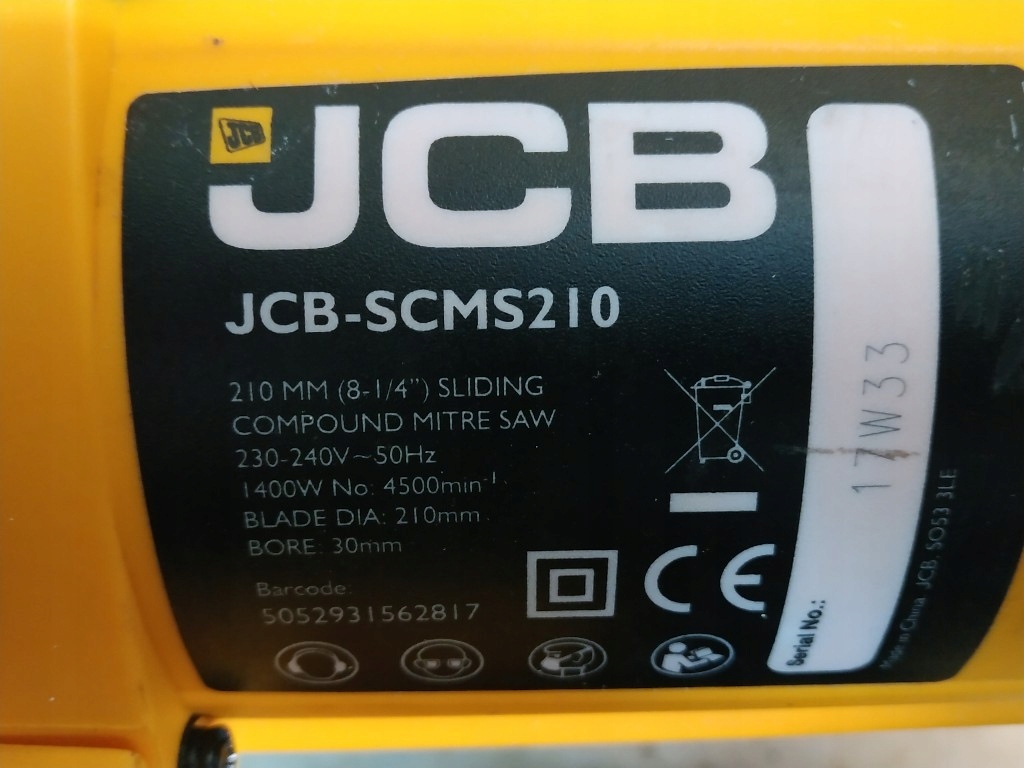 JCB
JCB
JCB-SCMS210
210 MM (8-1/4") SLIDING
COMPOUND MITRE SAW
230-240V~50Hz
1400W No: 4500min-¹
BLADE DIA: 210mm
BORE: 30mm
Barcode:
5052931562817
CE
Serial No.:
17W33
Made in China. JCB. SO53 3LE